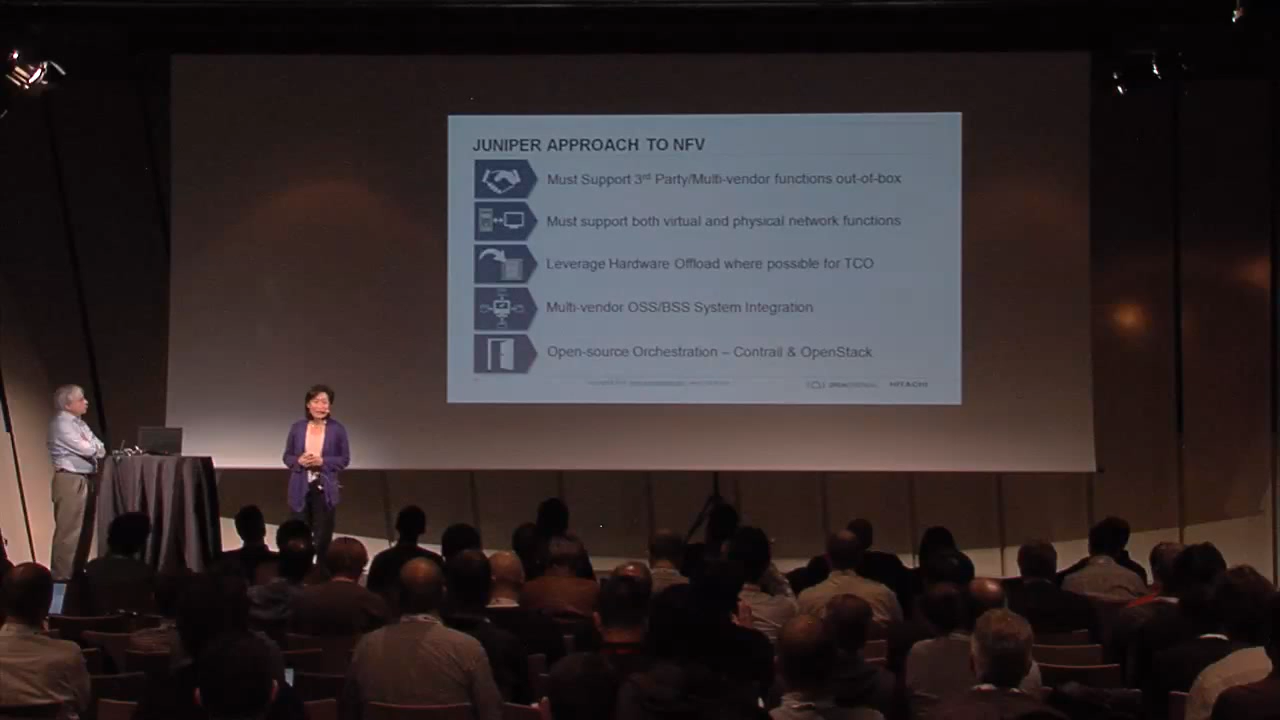 JUNIPER APPROACH TO NFV
Must Support 3rd Party/Multi-vendor functions out-of-box
Must support both virtual and physical network functions
Leverage Hardware Offload where possible for TCO
Multi-vendor OSS/BSS System Integration
Open-source Orchestration – Contrail & OpenStack
HITACHI